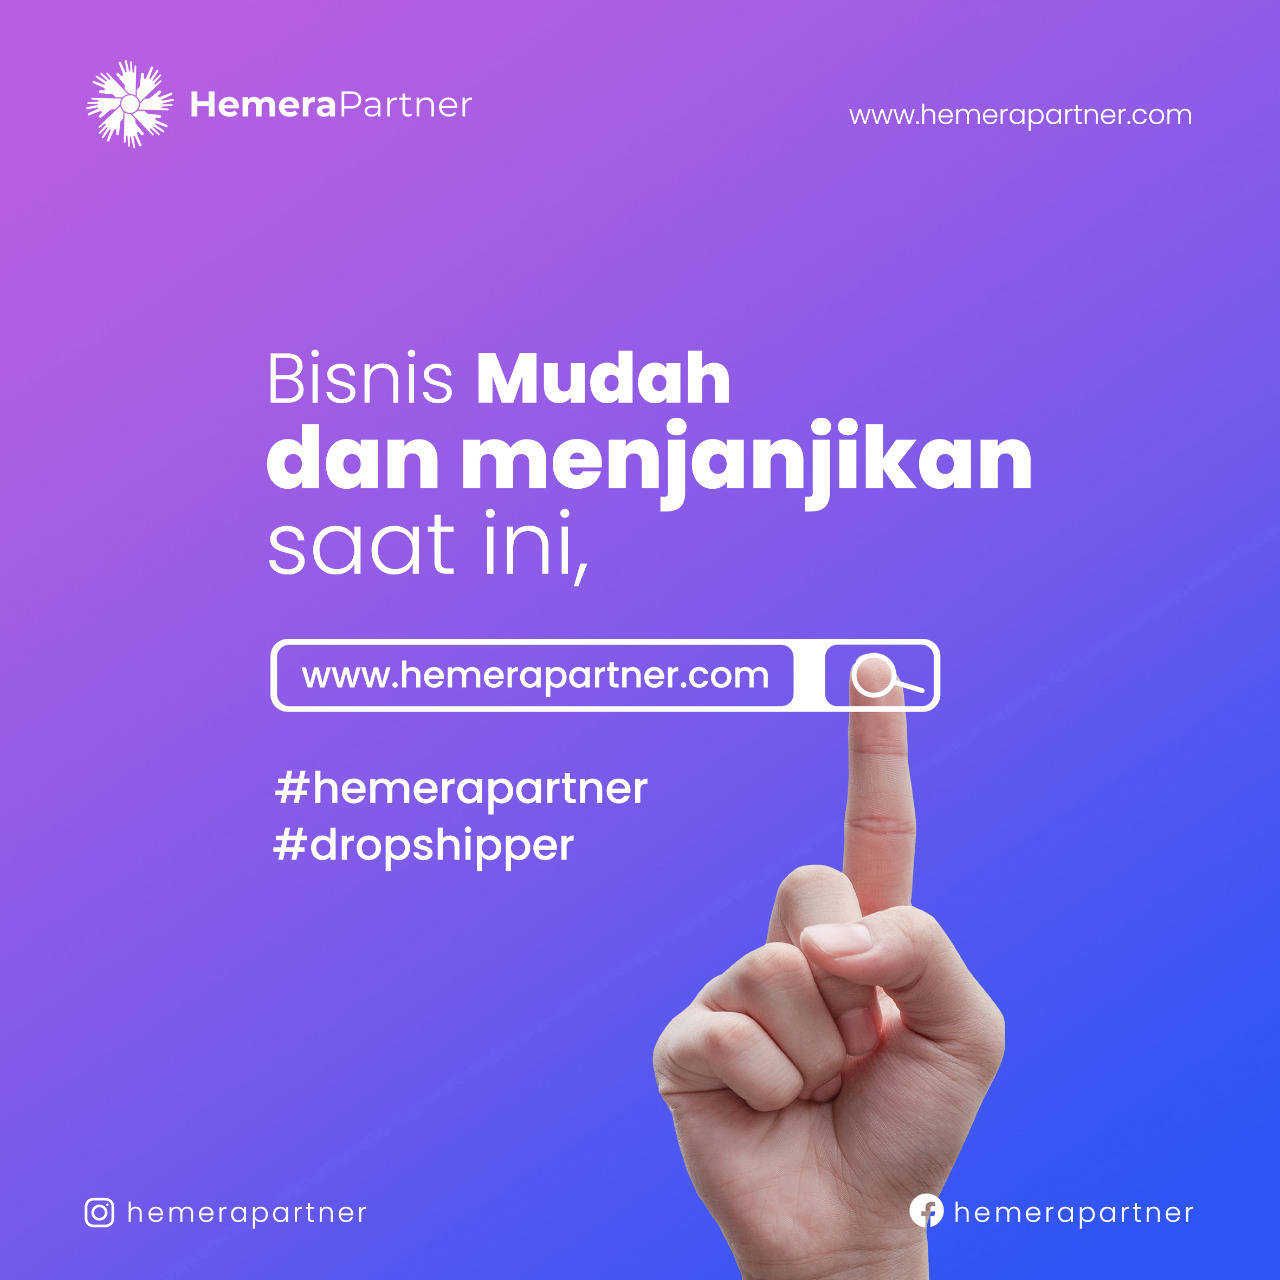 HemeraPartner
www.hemerapartner.com
Bisnis Mudah
dan menjanjikan
saat ini,
www.hemerapartner.com
#hemerapartner
#dropshipper
hemerapartner
hemerapartner